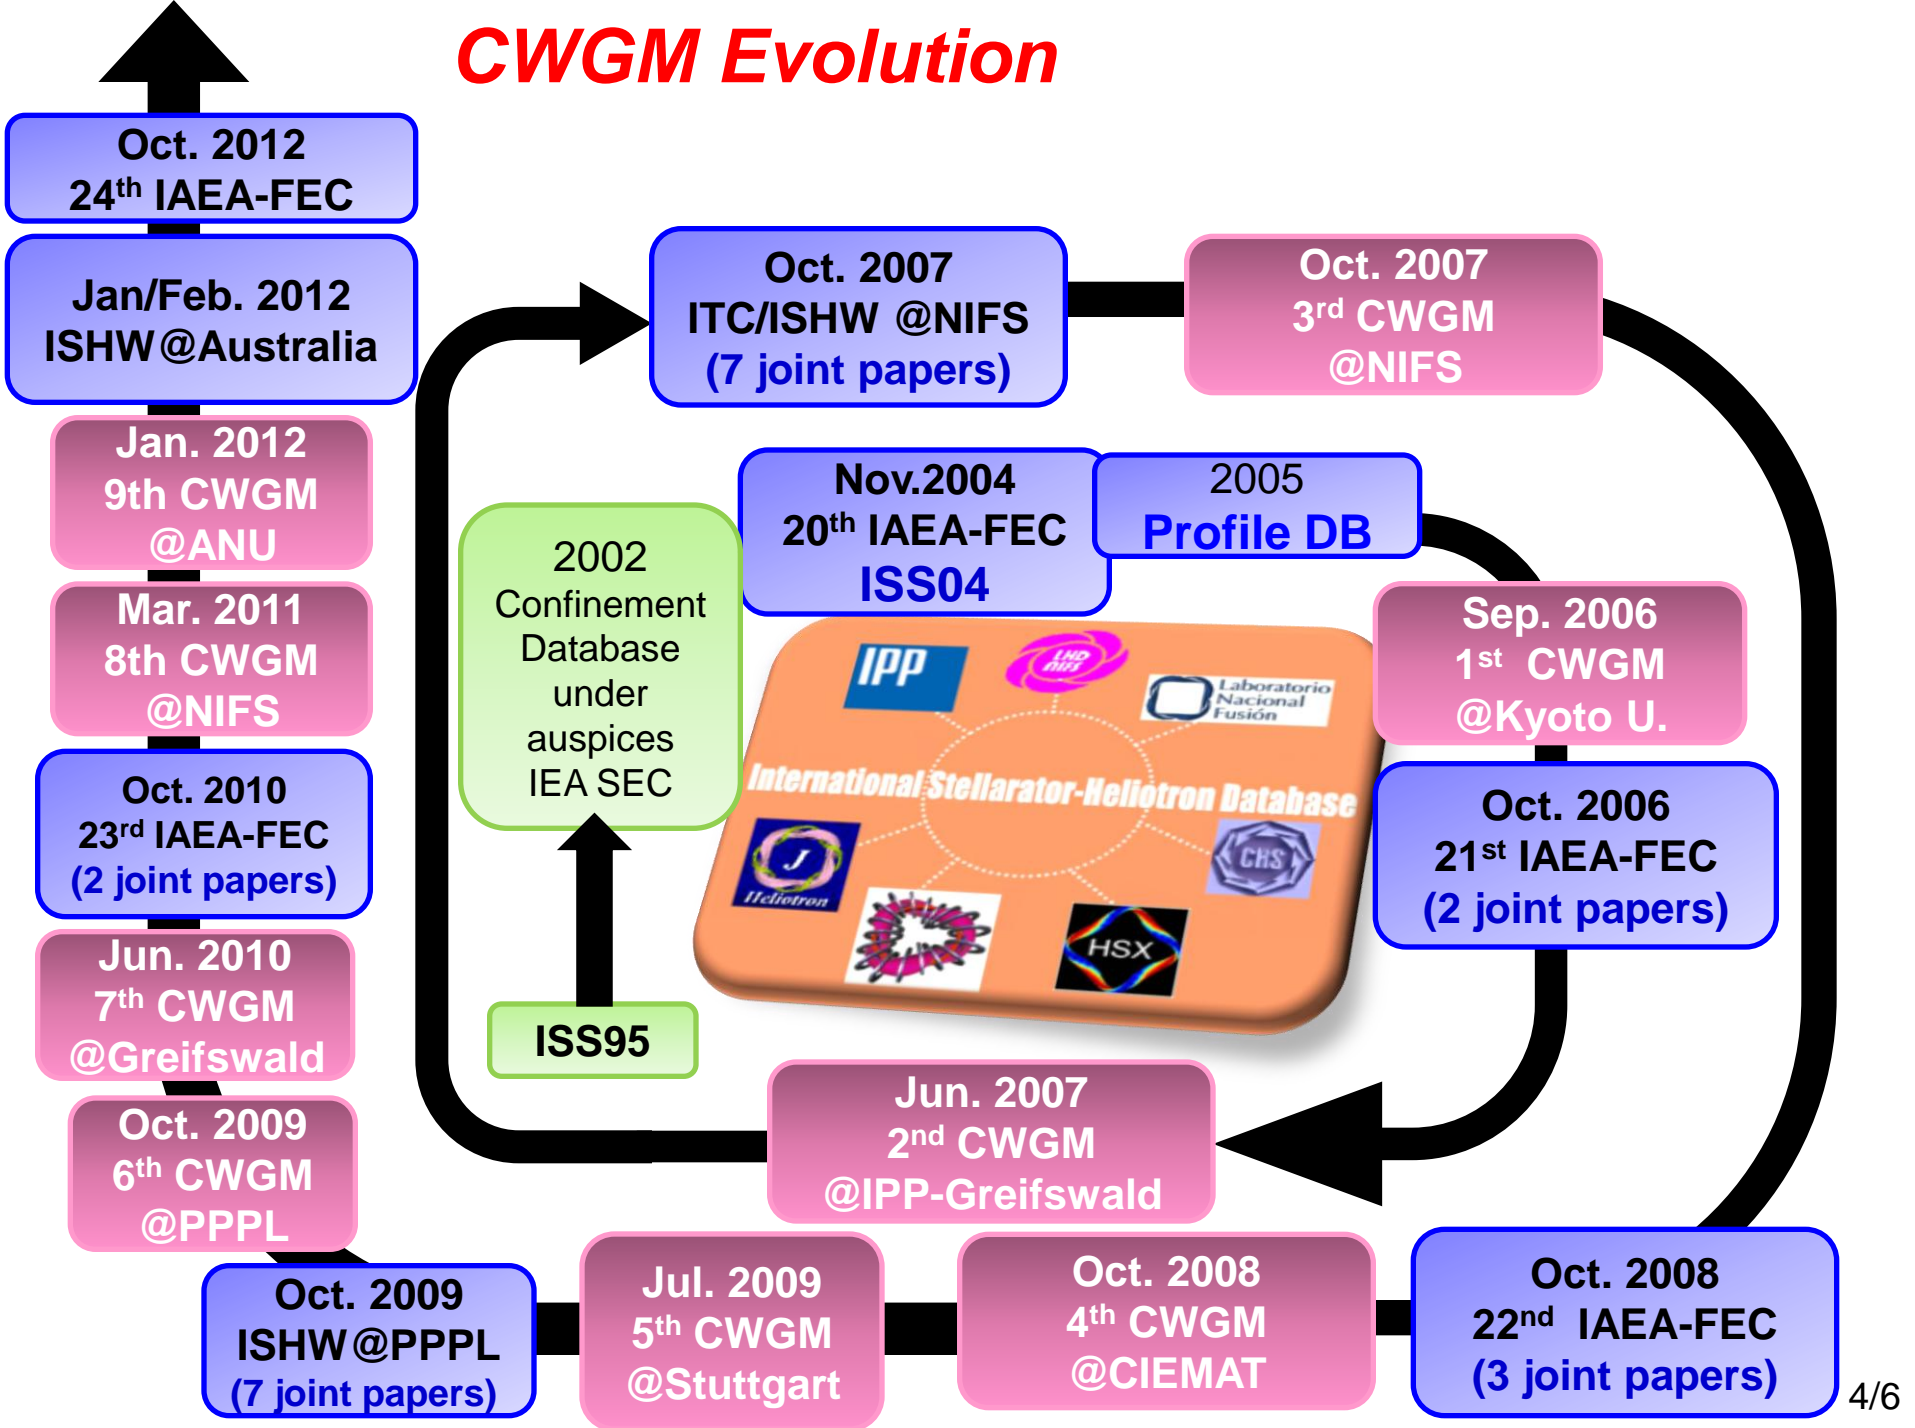 CWGM Evolution
Oct. 2012
24th IAEA-FEC
Jan/Feb. 2012
ISHW@Australia
Jan. 2012
9th CWGM
@ANU
Mar. 2011
8th CWGM
@NIFS
Oct. 2010
23rd IAEA-FEC
(2 joint papers)
Jun. 2010
7th CWGM
@Greifswald
Oct. 2009
6th CWGM
@PPPL
Oct. 2009
ISHW@PPPL
(7 joint papers)
Jul. 2009
5th CWGM
@Stuttgart
Oct. 2008
4th CWGM
@CIEMAT
Oct. 2008
22nd IAEA-FEC
(3 joint papers)
Oct. 2007
ITC/ISHW @NIFS
(7 joint papers)
Oct. 2007
3rd CWGM
@NIFS
2002
Confinement
Database
under
auspices
IEA SEC
ISS95
Nov.2004
20th IAEA-FEC
ISS04
2005
Profile DB
Sep. 2006
1st CWGM
@Kyoto U.
Oct. 2006
21st IAEA-FEC
(2 joint papers)
Jun. 2007
2nd CWGM
@IPP-Greifswald
IPP
LHD
NIFS
Laboratorio
Nacional
Fusión
International Stellarator-Heliotron Database
J
Heliotron
HSX
CHS
4/6